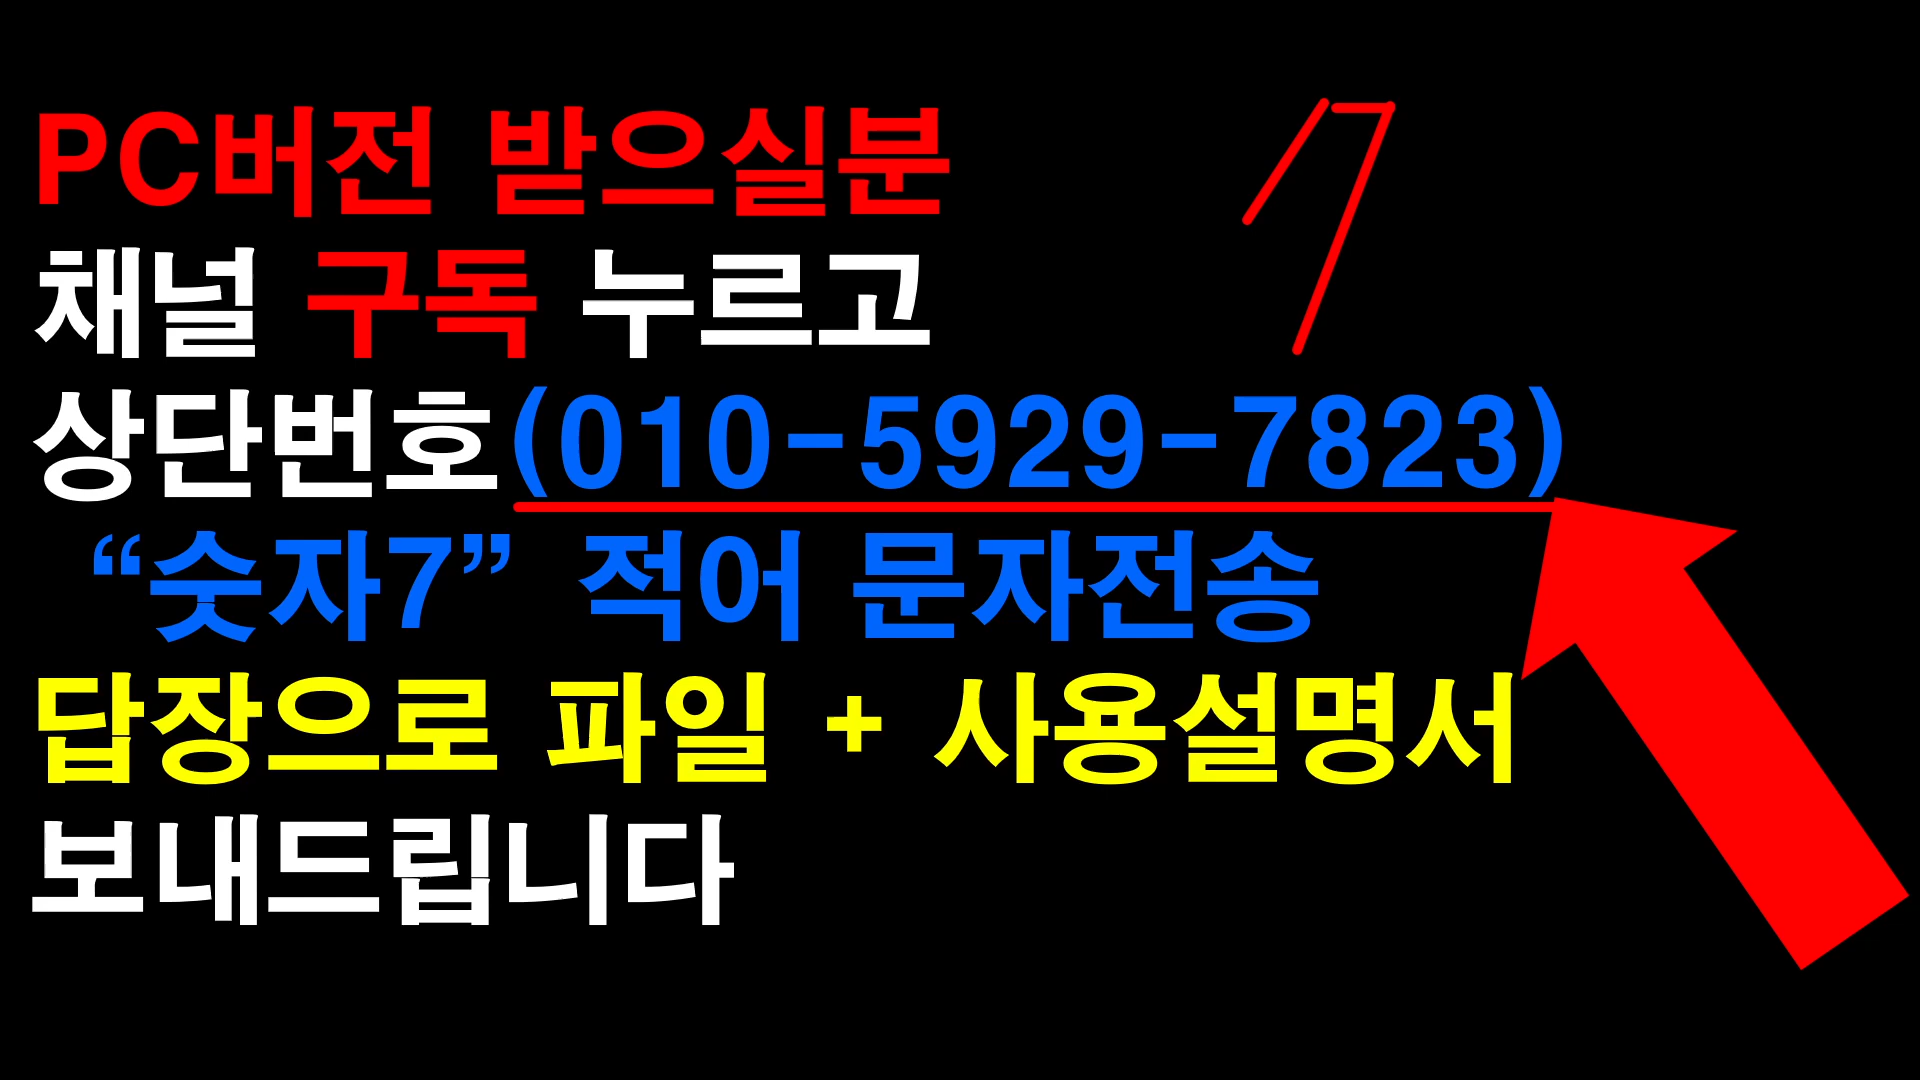 7
PC버전 받으실분
채널 구독 누르고
상단번호(010-5929-7823)
“숫자7” 적어 문자전송
답장으로 파일 + 사용설명서
보내드립니다